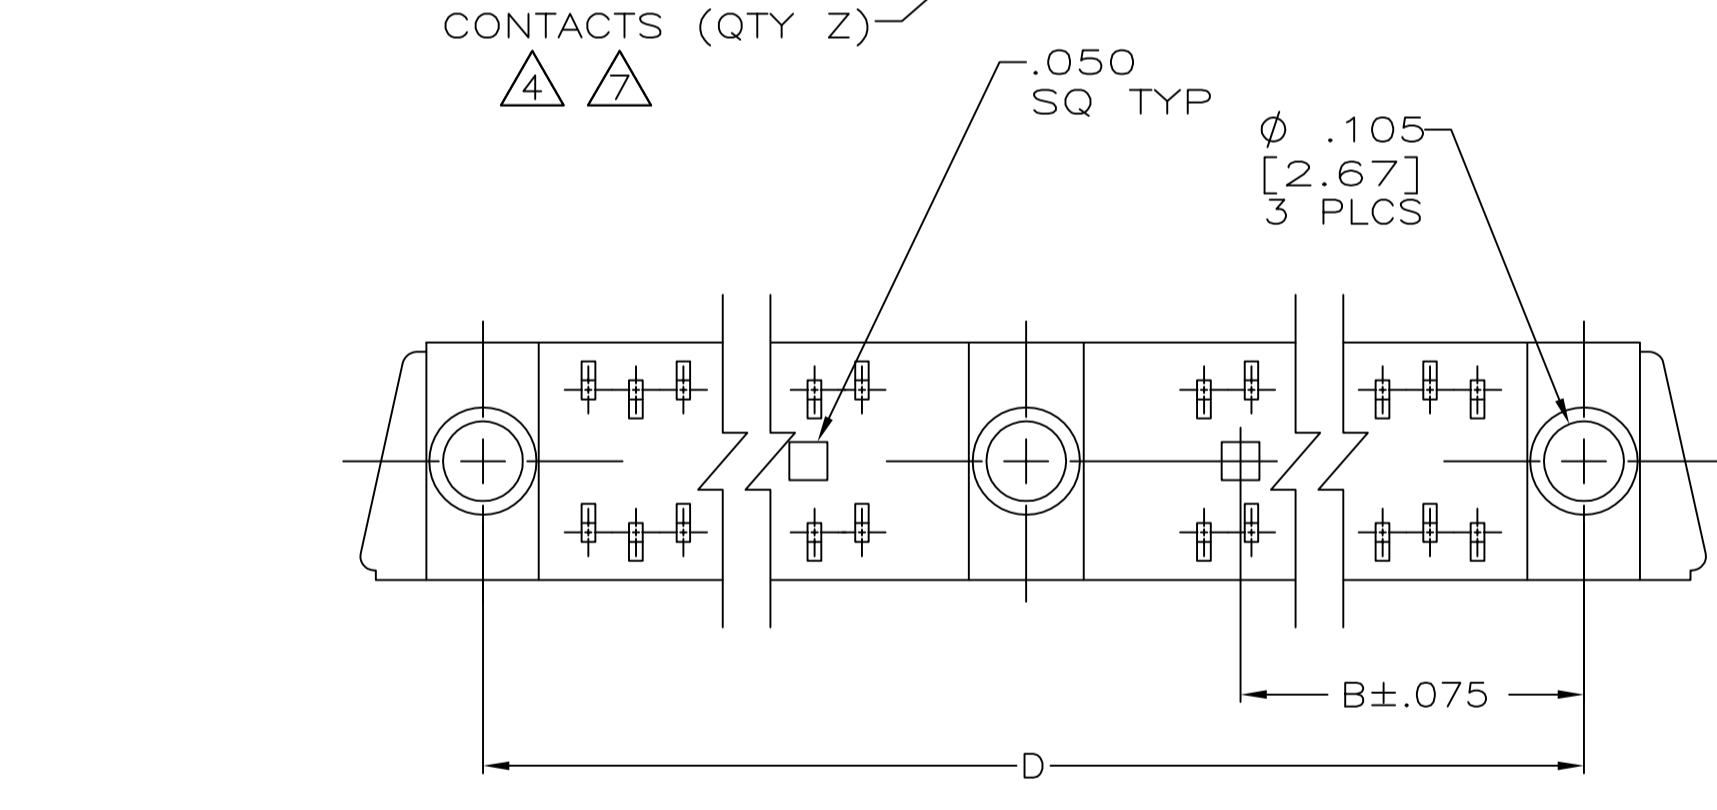 CONTACTS (QTY Z)
4 7
.050
SQ TYP
Ø .105
[2.67]
3 PLCS
B±.075
D